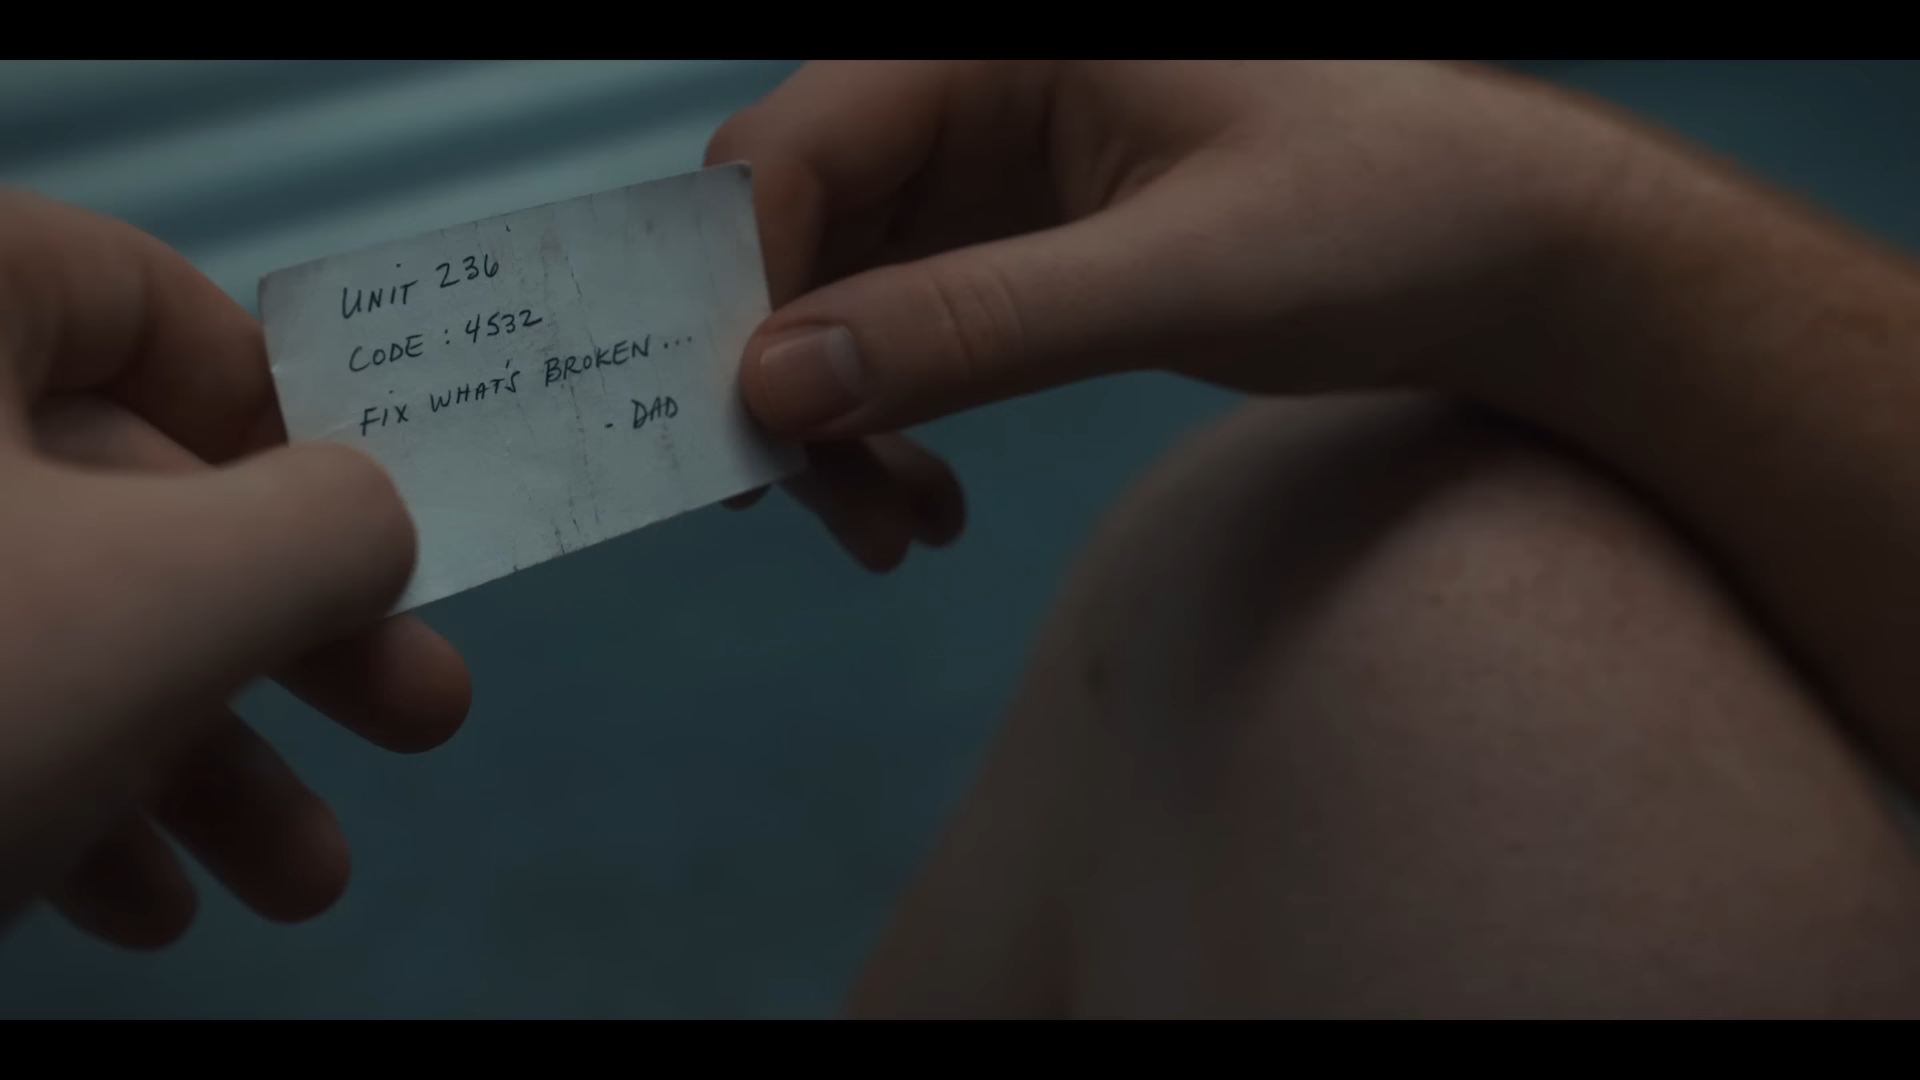 UNIT 236
CODE : 4532
FIX WHAT'S BROKEN...
- DAD